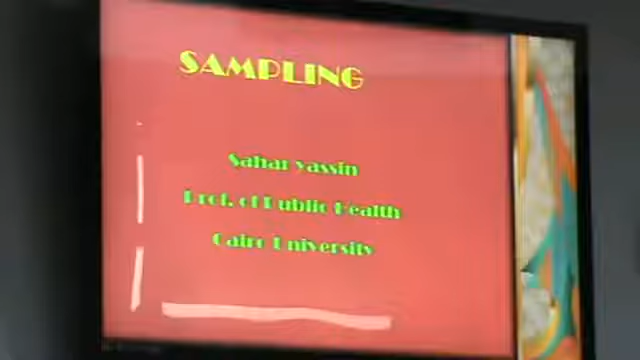 SAMPLING
Sahar yassin
Prof. of Public Health
Cairo University